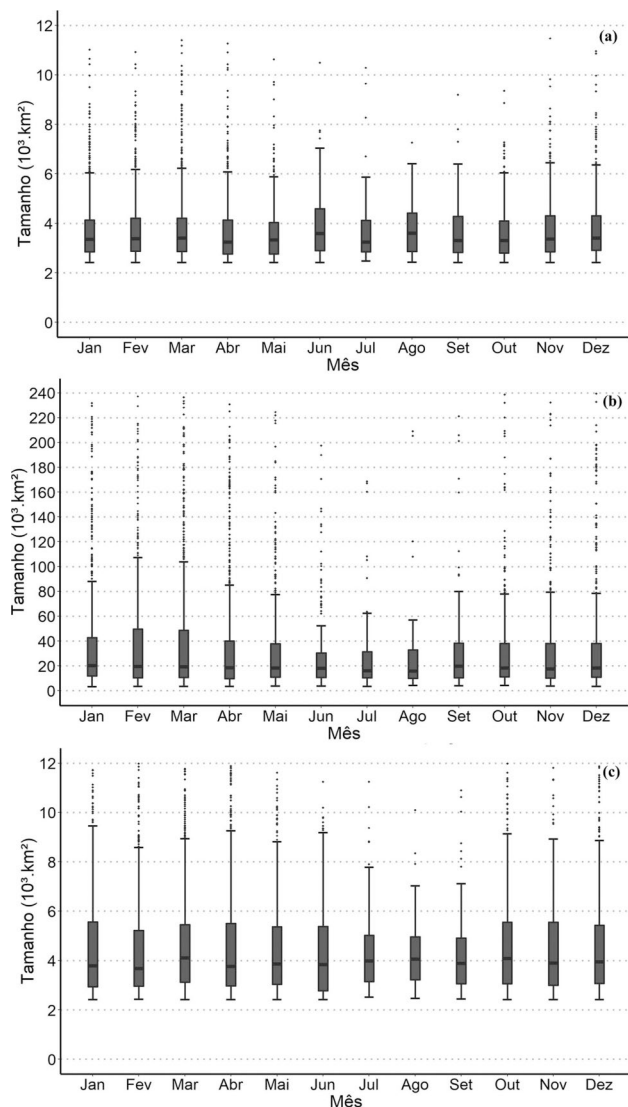 (a)
Tamanho (10³.km²)
12
10
8
6
4
2
0
Jan Fev Mar Abr Mai Jun Jul Ago Set Out Nov Dez
Mês
(b)
Tamanho (10³.km²)
240
220
200
180
160
140
120
100
80
60
40
20
0
Jan Fev Mar Abr Mai Jun Jul Ago Set Out Nov Dez
Mês
(c)
Tamanho (10³.km²)
12
10
8
6
4
2
0
Jan Fev Mar Abr Mai Jun Jul Ago Set Out Nov Dez
Mês